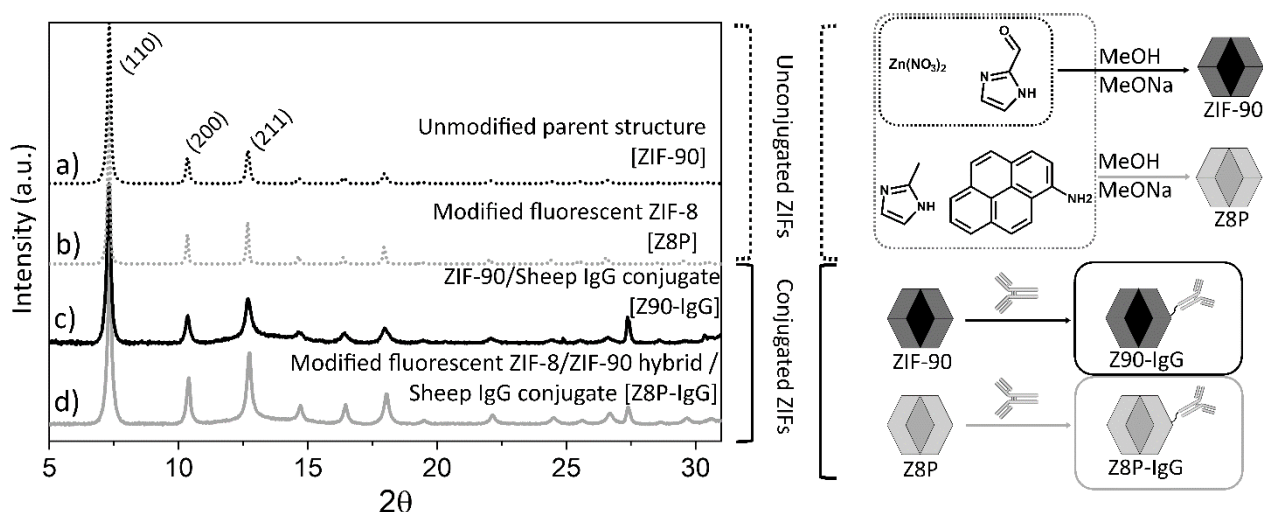 Intensity (a.u.)
(110)
(200)
(211)
a)
Unmodified parent structure
[ZIF-90]
b)
Modified fluorescent ZIF-8
[Z8P]
c)
ZIF-90/Sheep IgG conjugate
[Z90-IgG]
d)
Modified fluorescent ZIF-8/ZIF-90 hybrid /
Sheep IgG conjugate [Z8P-IgG]
5 10 15 20 25 30
2θ
Unconjugated ZIFs
Conjugated ZIFs
Zn(NO3)2
O
N
NH
MeOH
MeONa
ZIF-90
N
NH
NH2
MeOH
MeONa
Z8P
ZIF-90
Z90-IgG
Z8P
Z8P-IgG